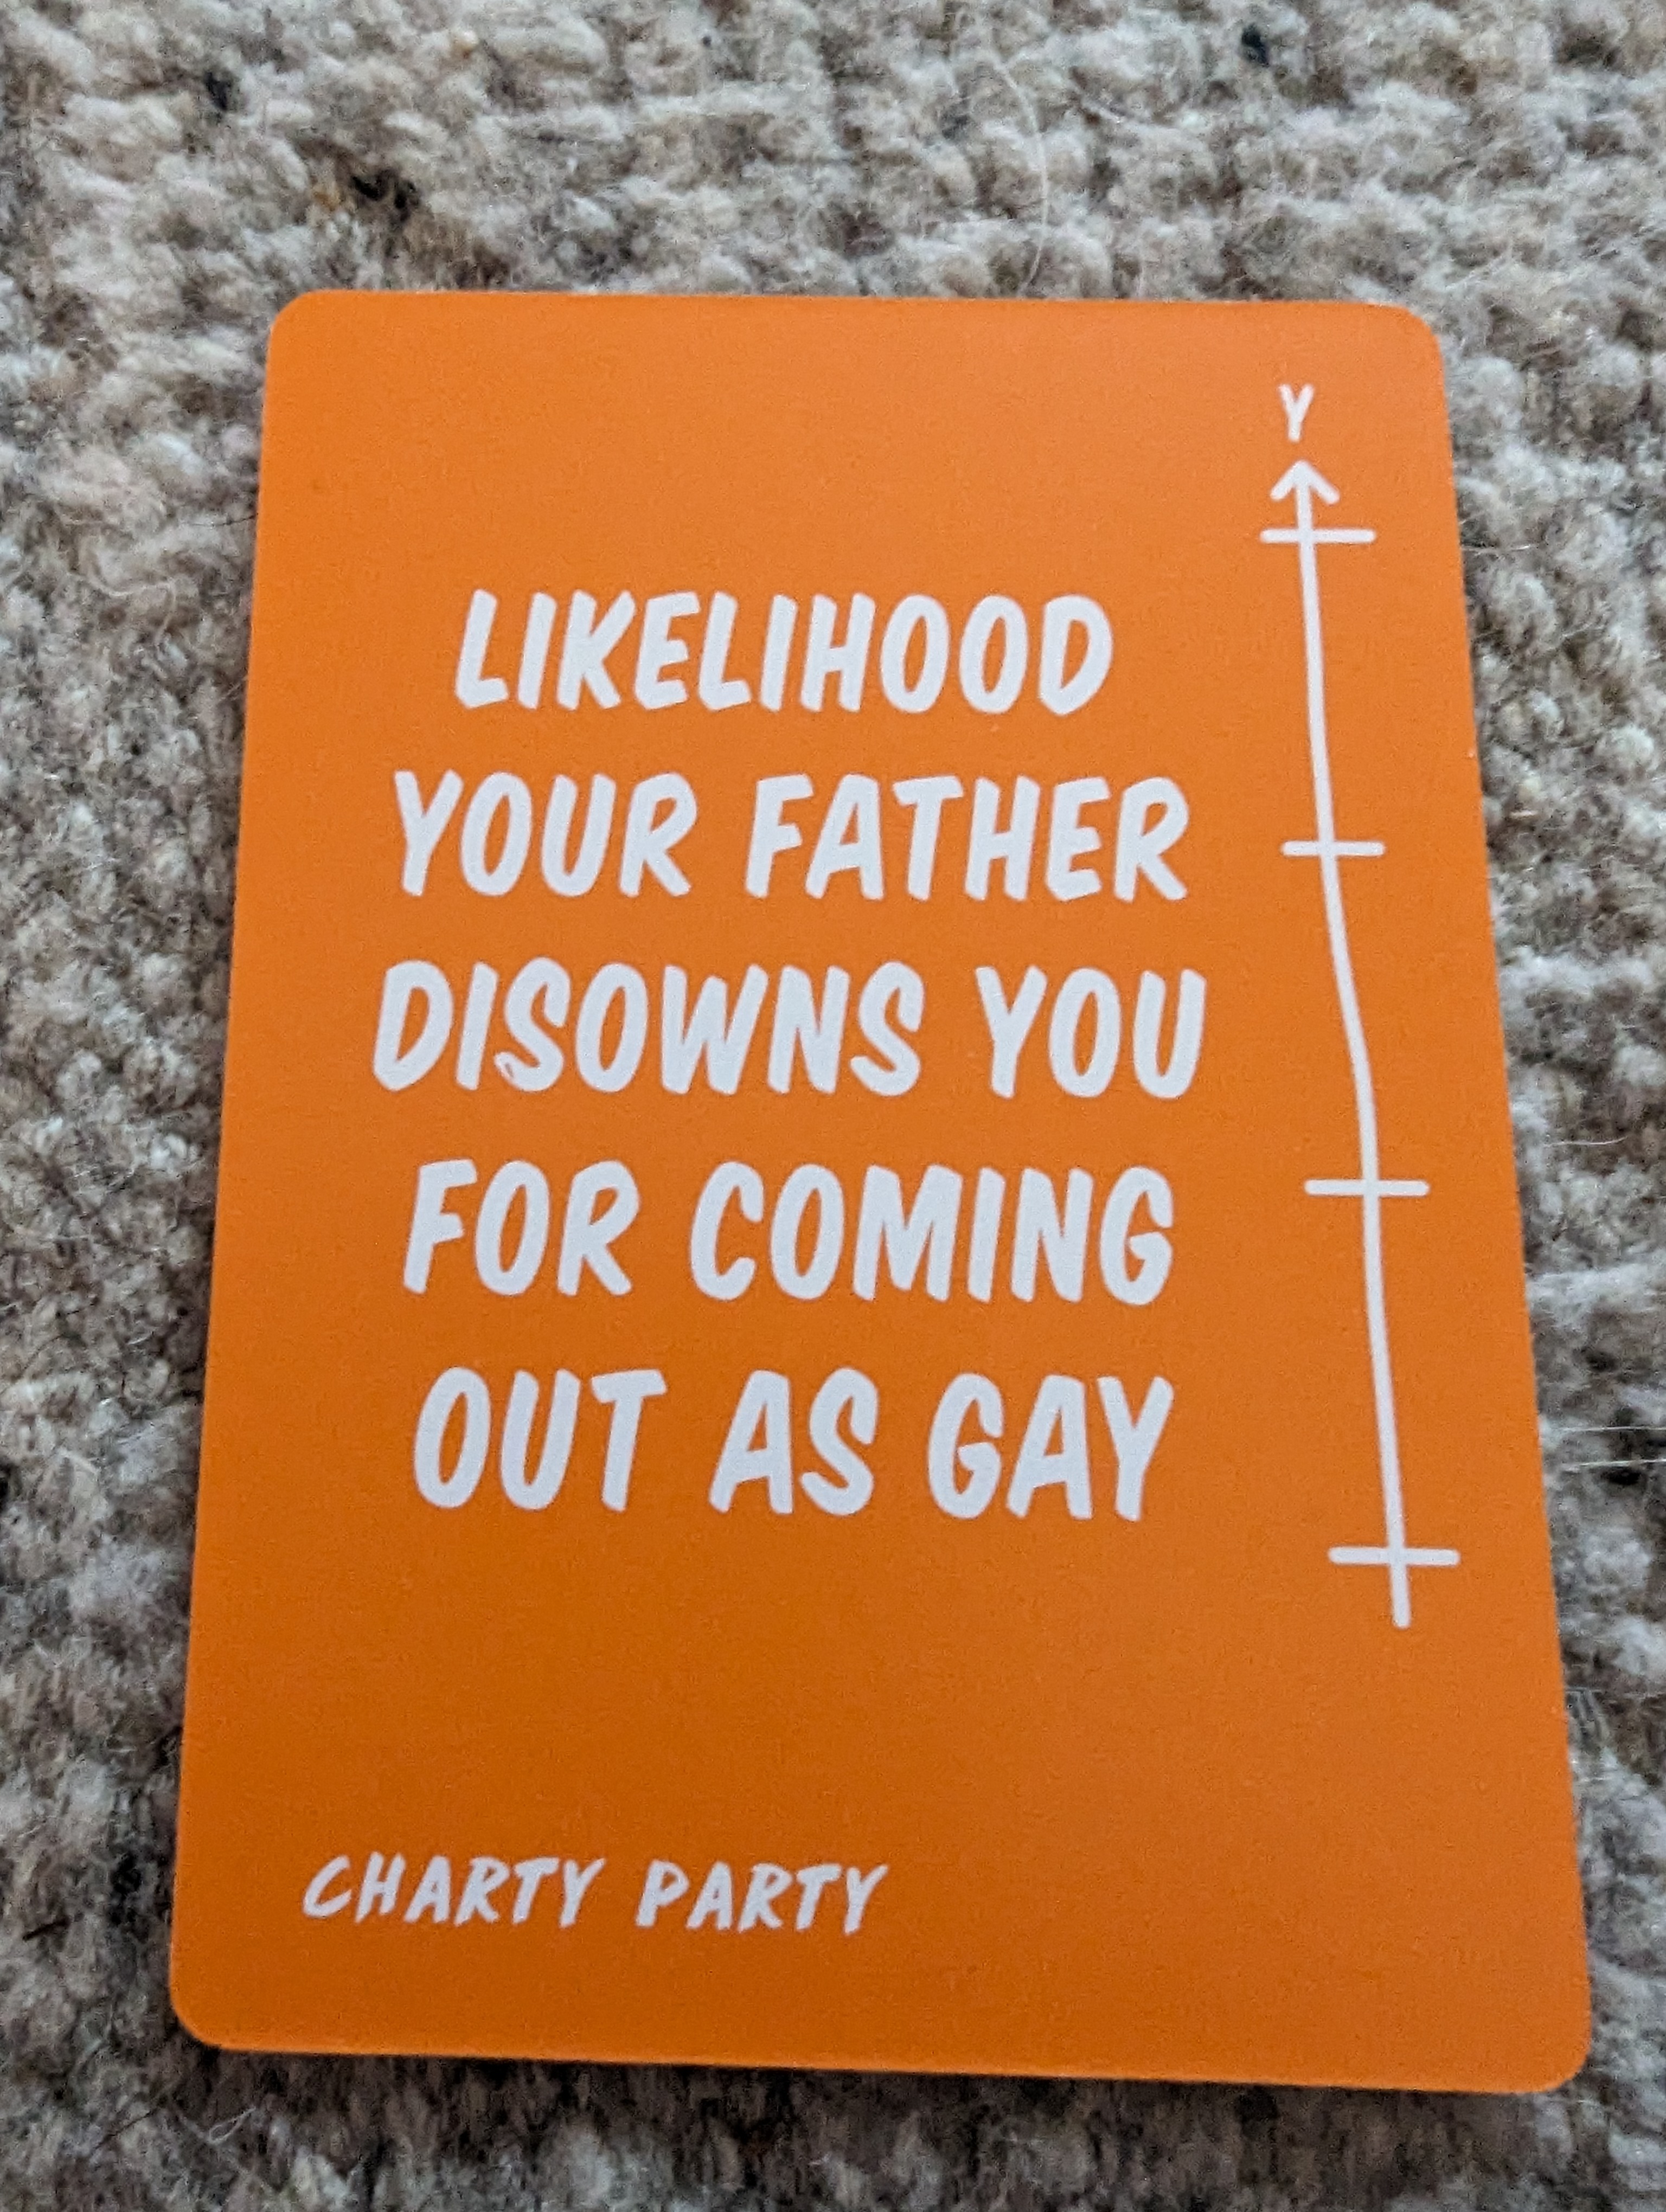 Y
LIKELIHOOD
YOUR FATHER
DISOWNS YOU
FOR COMING
OUT AS GAY
CHARTY PARTY